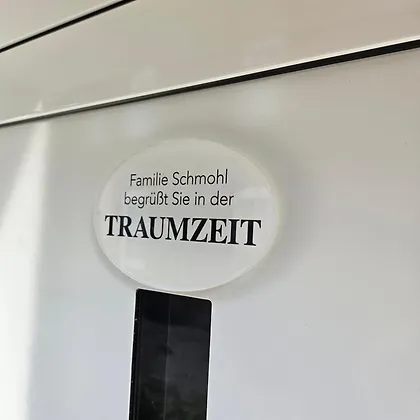 Familie Schmohl
begrüßt Sie in der
TRAUMZEIT